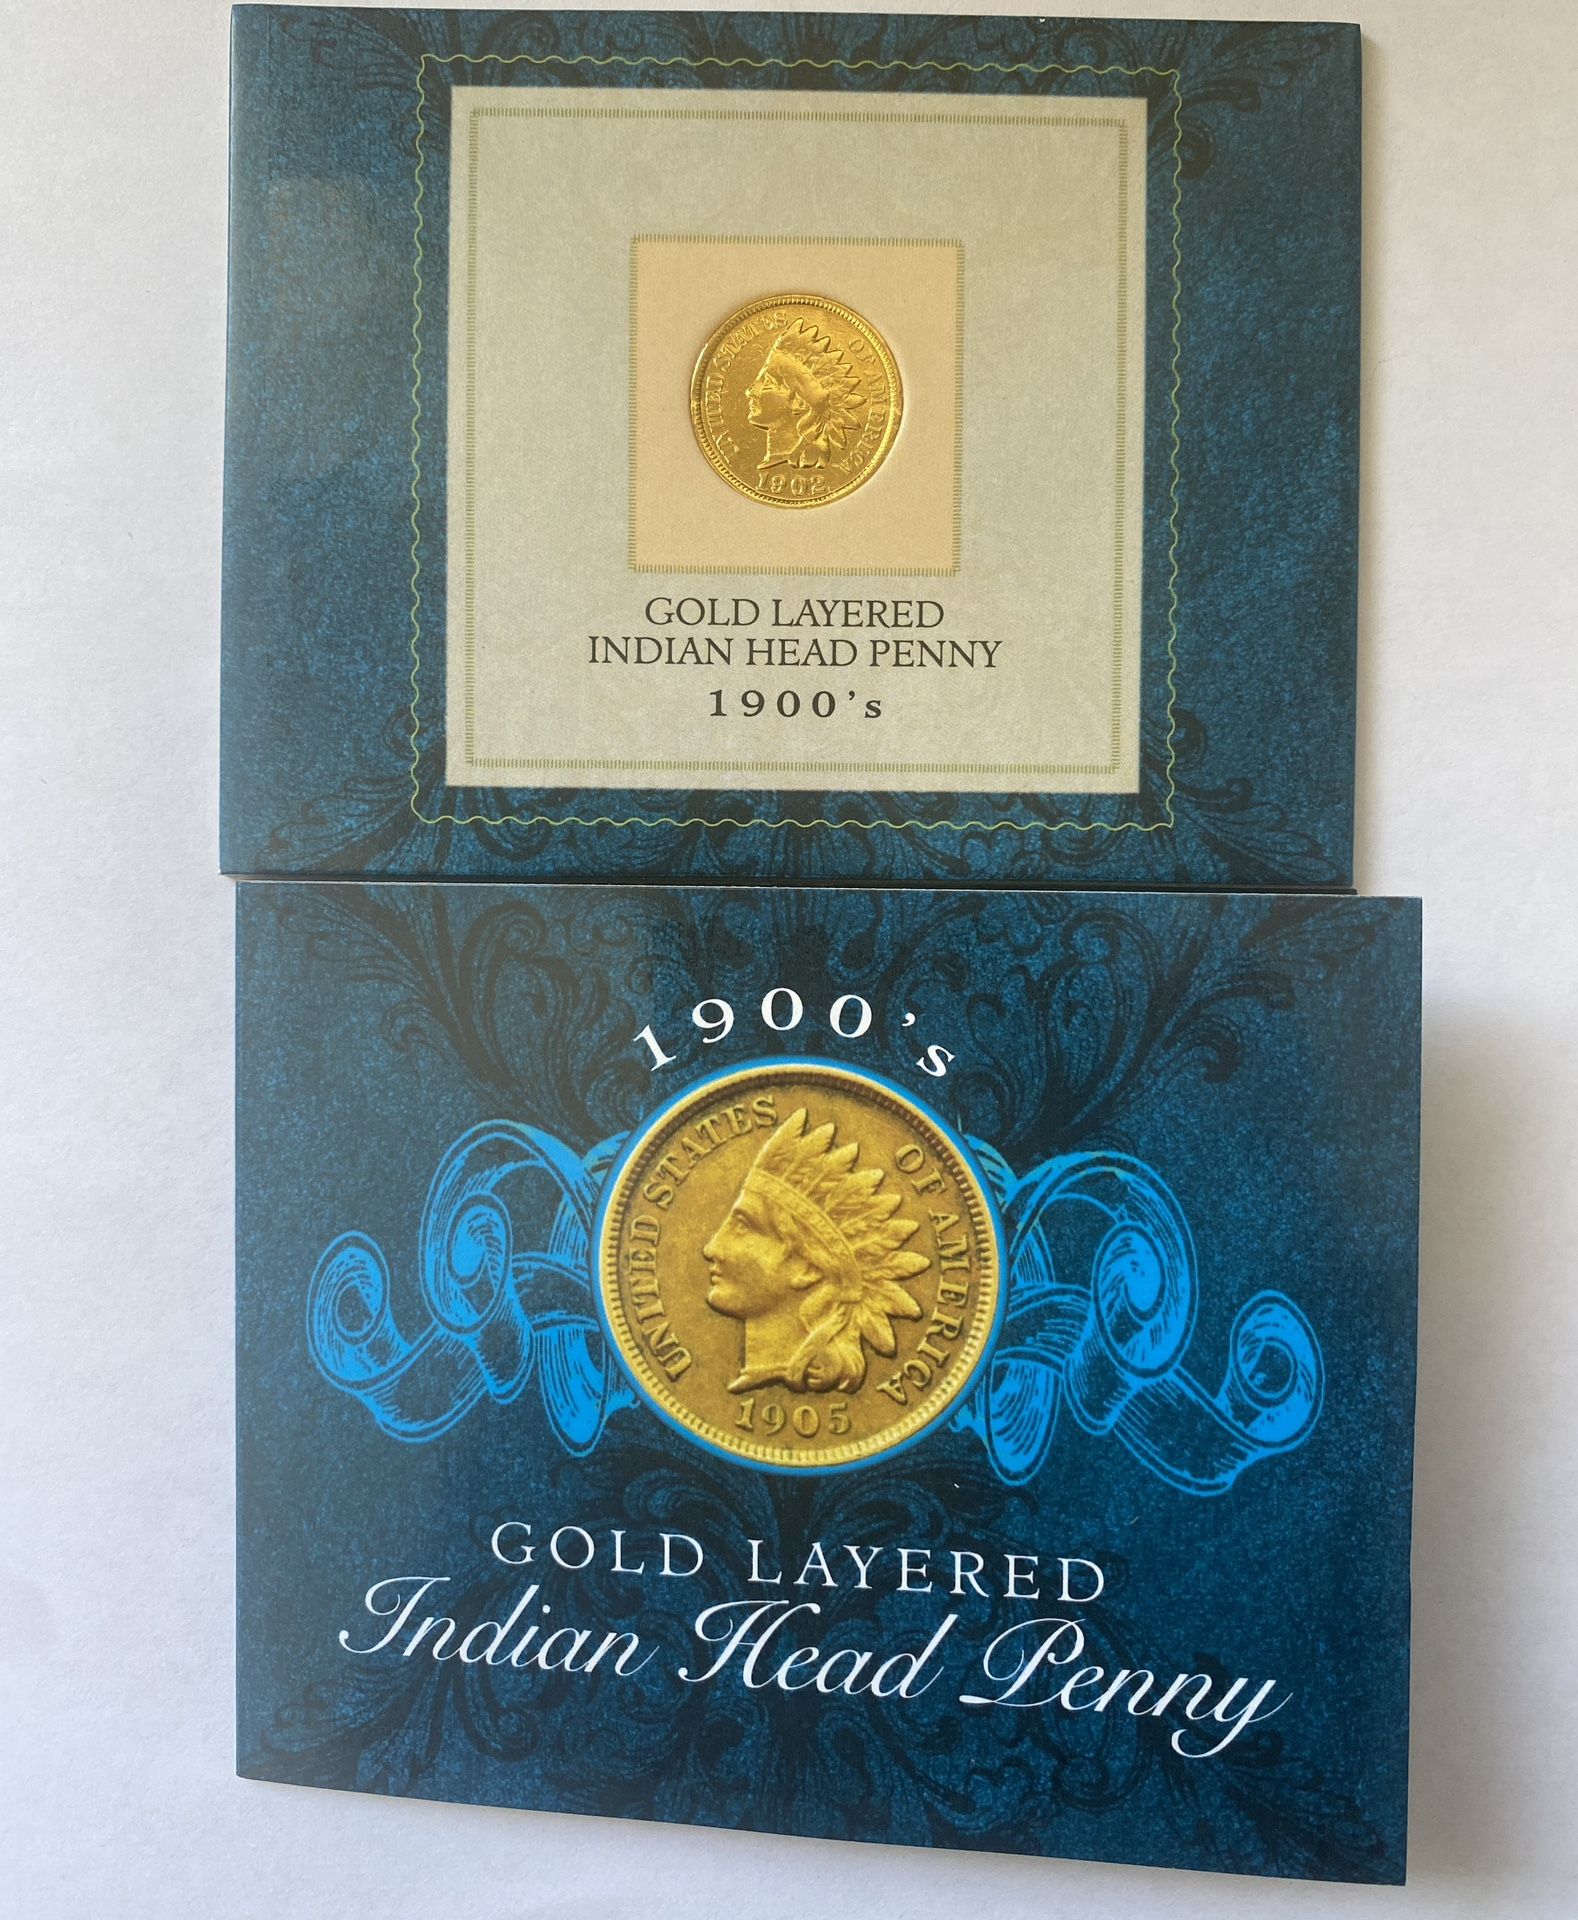 UNITED STATES OF AMERICA
1902
GOLD LAYERED
INDIAN HEAD PENNY
1900's
1900's
UNITED STATES OF AMERICA
1905
GOLD LAYERED
Indian Head Penny